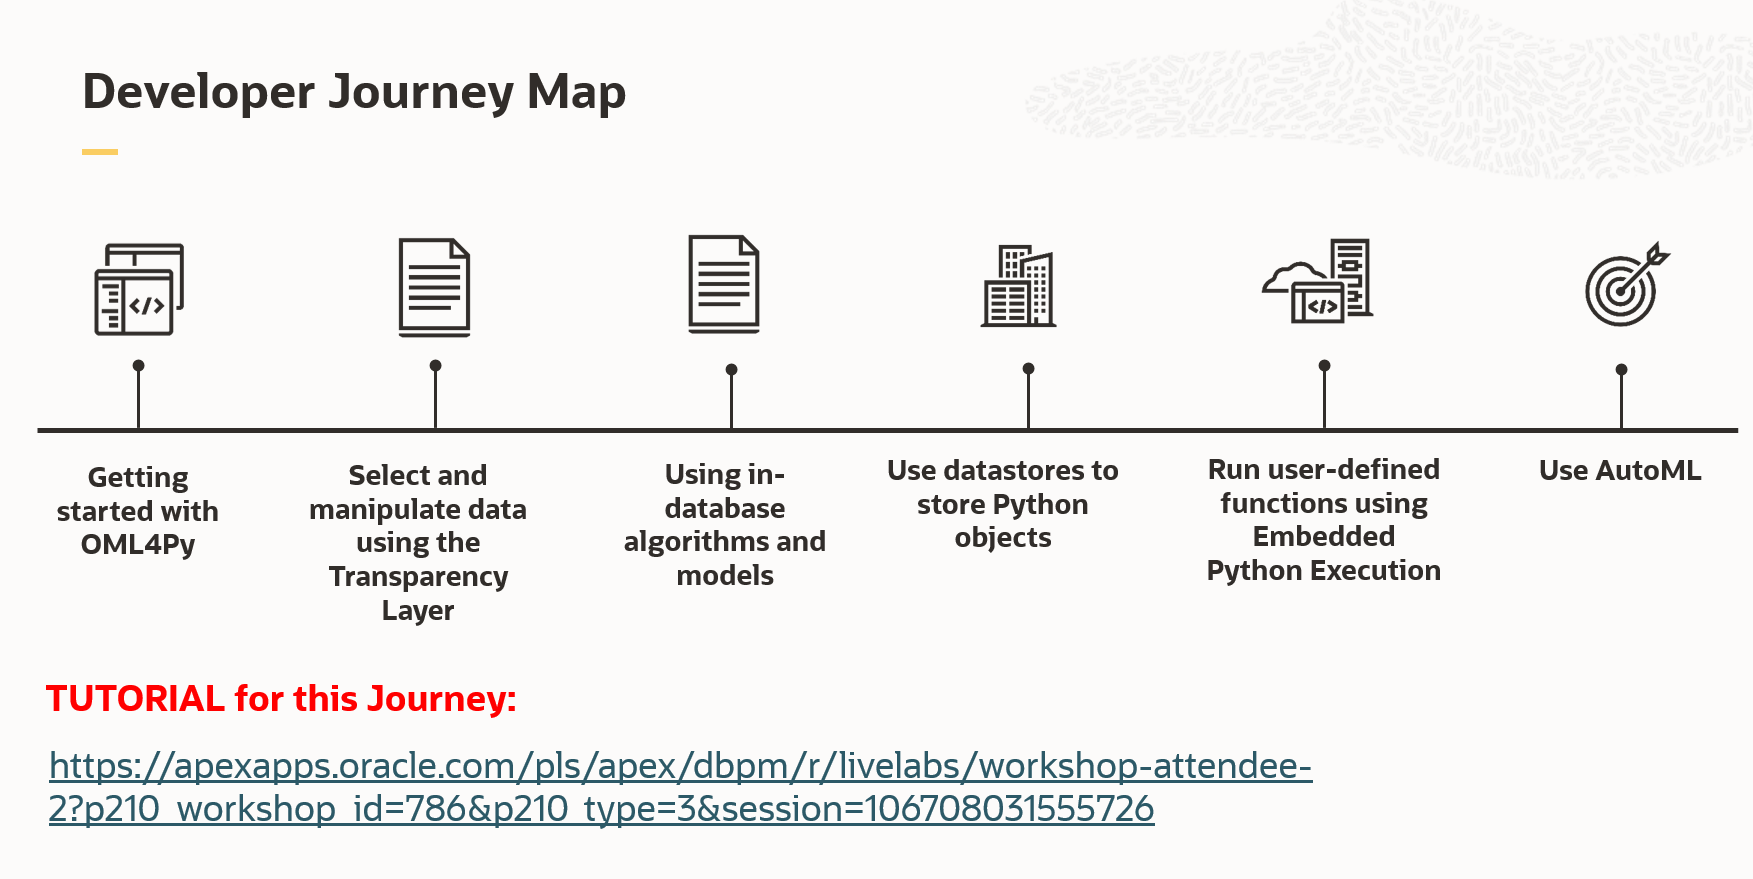 Developer Journey Map
Getting
started with
OML4Py
Select and
manipulate data
using the
Transparency
Layer
Using in-
database
algorithms and
models
Use datastores to
store Python
objects
Run user-defined
functions using
Embedded
Python Execution
Use AutoML
TUTORIAL for this Journey:
https://apexapps.oracle.com/pls/apex/dbpm/r/livelabs/workshop-attendee-
2?p210_workshop_id=786&p210_type=3&session=106708031555726